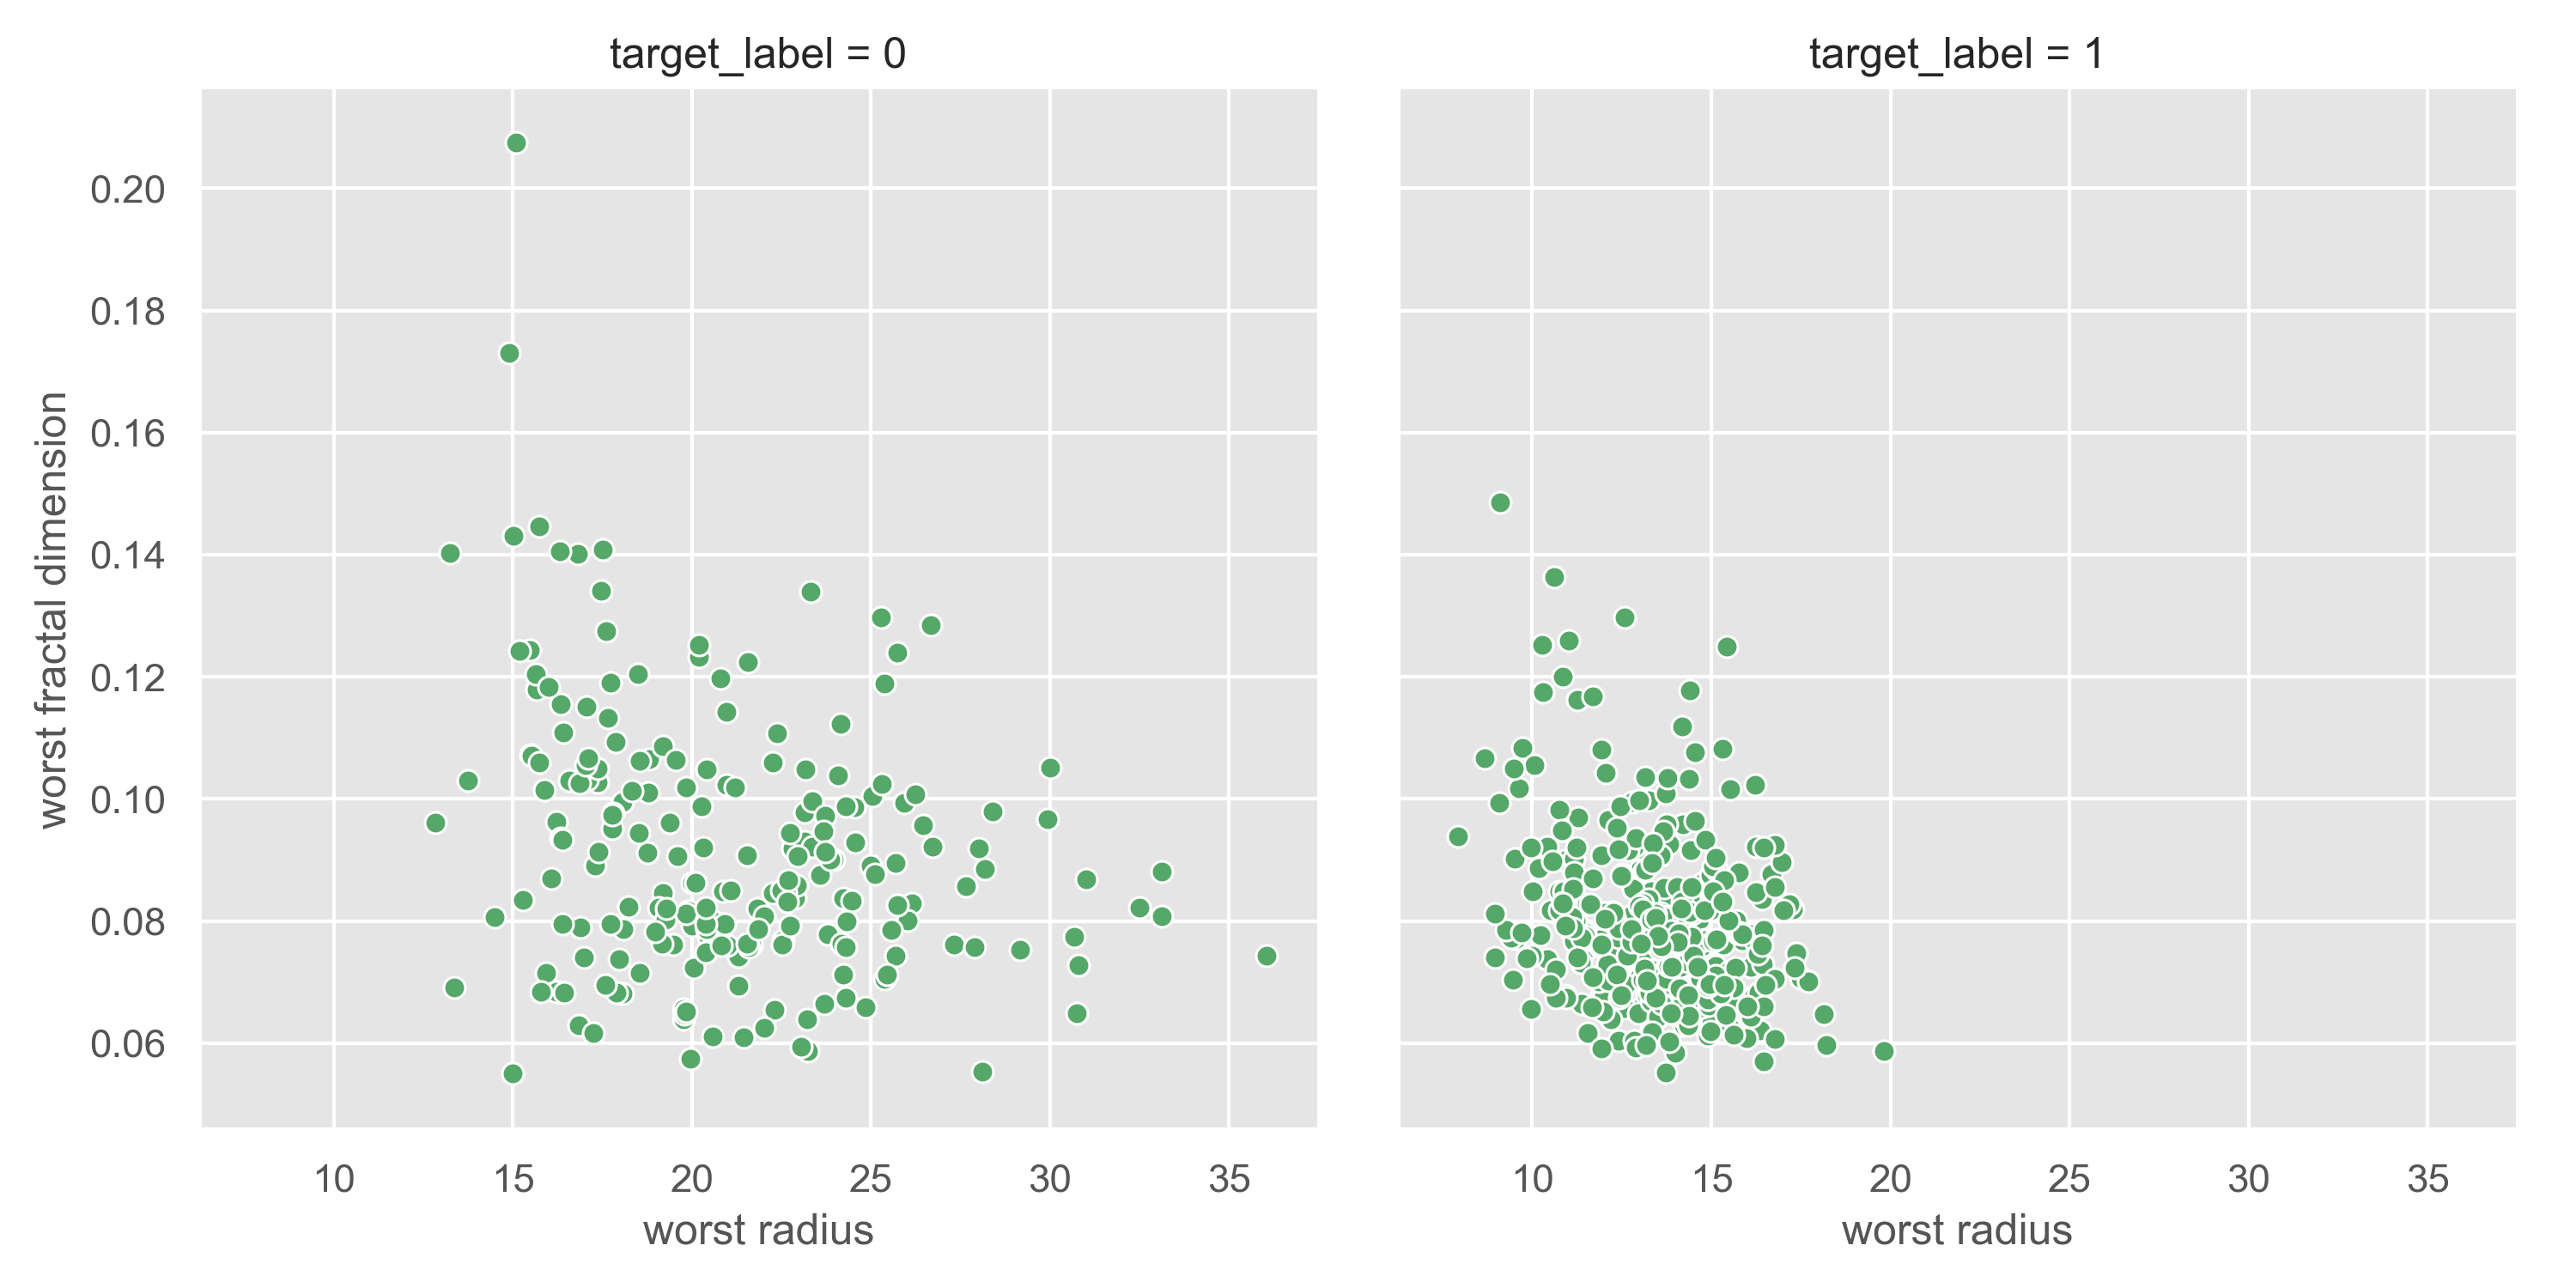 target_label = 0
target_label = 1
worst fractal dimension
0.20
0.18
0.16
0.14
0.12
0.10
0.08
0.06
10 15 20 25 30 35
10 15 20 25 30 35
worst radius
worst radius